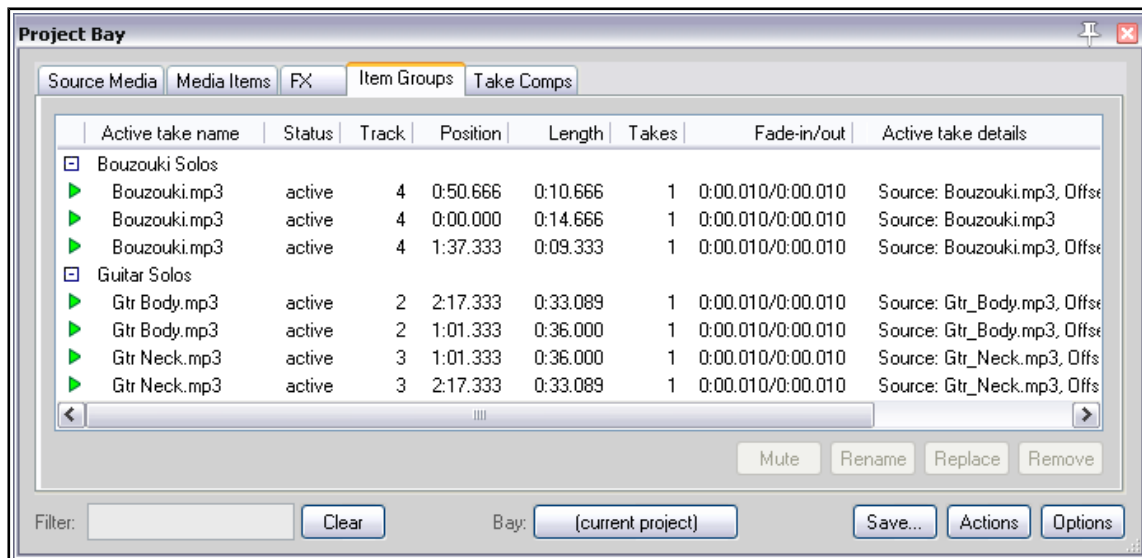 Project Bay
Source Media Media Items FX Item Groups Take Comps
Active take name Status Track Position Length Takes Fade-in/out Active take details
Bouzouki Solos
Bouzouki.mp3 active 4 0:50.666 0:10.666 1 0:00.010/0:00.010 Source: Bouzouki.mp3, Offse
Bouzouki.mp3 active 4 0:00.000 0:14.666 1 0:00.010/0:00.010 Source: Bouzouki.mp3
Bouzouki.mp3 active 4 1:37.333 0:09.333 1 0:00.010/0:00.010 Source: Bouzouki.mp3, Offse
Guitar Solos
Gtr Body.mp3 active 2 2:17.333 0:33.089 1 0:00.010/0:00.010 Source: Gtr_Body.mp3, Offse
Gtr Body.mp3 active 2 1:01.333 0:36.000 1 0:00.010/0:00.010 Source: Gtr_Body.mp3, Offse
Gtr Neck.mp3 active 3 1:01.333 0:36.000 1 0:00.010/0:00.010 Source: Gtr_Neck.mp3, Offs
Gtr Neck.mp3 active 3 2:17.333 0:33.089 1 0:00.010/0:00.010 Source: Gtr_Neck.mp3, Offs
Mute Rename Replace Remove
Filter: Clear Bay: (current project) Save... Actions Options